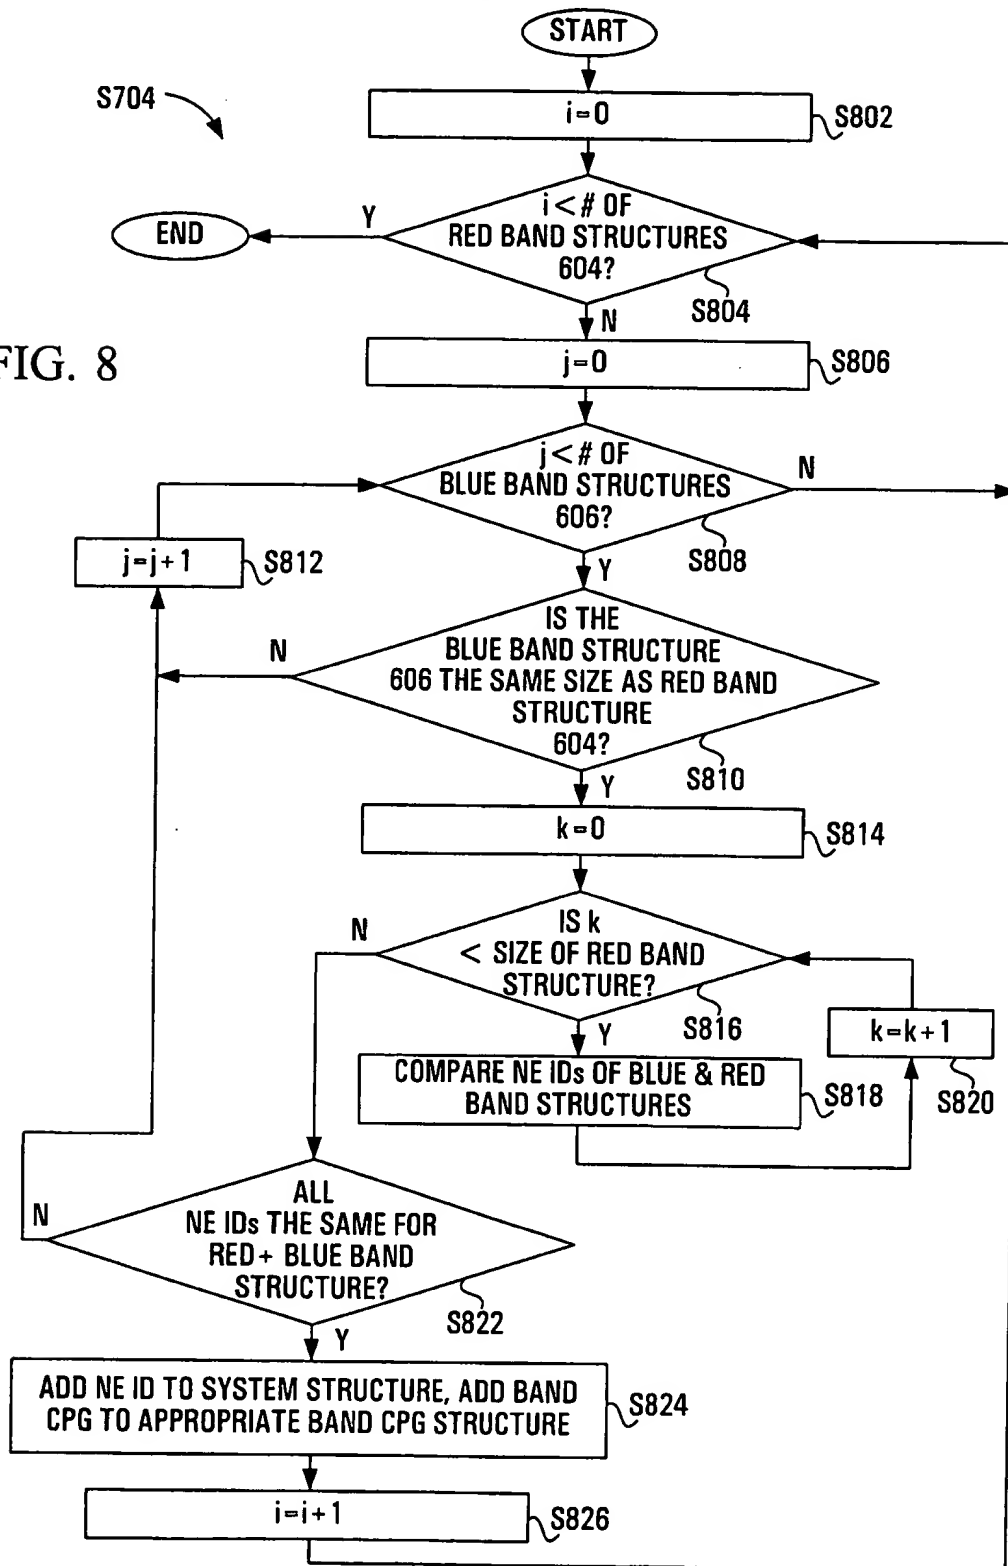 START
S704
i=0
S802
i < # OF
RED BAND STRUCTURES
604?
Y
END
S804
N
FIG. 8
j=0
S806
j < # OF
BLUE BAND STRUCTURES
606?
N
S808
Y
j=j+1
S812
IS THE
BLUE BAND STRUCTURE
606 THE SAME SIZE AS RED BAND
STRUCTURE
604?
N
S810
Y
k=0
S814
IS k
< SIZE OF RED BAND
STRUCTURE?
N
S816
Y
k=k+1
S820
COMPARE NE IDs OF BLUE & RED
BAND STRUCTURES
S818
ALL
NE IDs THE SAME FOR
RED+ BLUE BAND
STRUCTURE?
N
S822
Y
ADD NE ID TO SYSTEM STRUCTURE, ADD BAND
CPG TO APPROPRIATE BAND CPG STRUCTURE
S824
i=i+1
S826